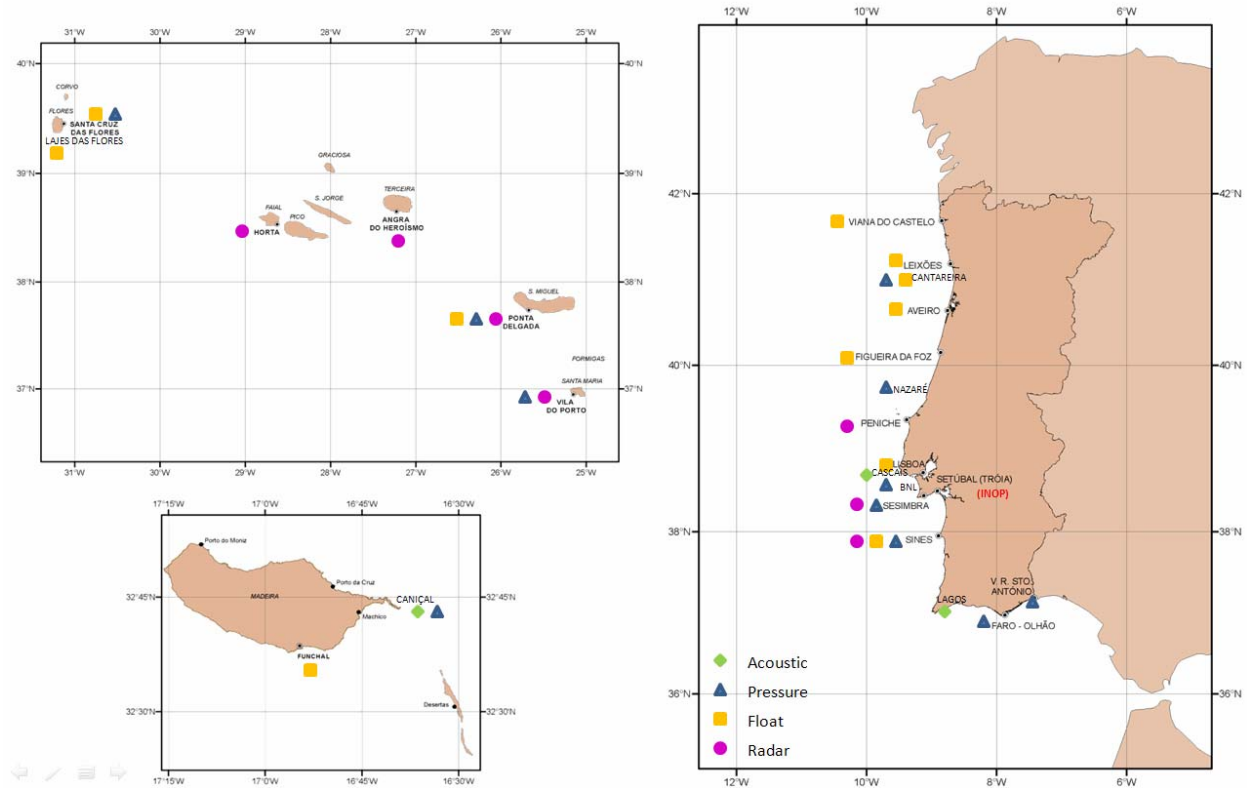 31°W 30°W 29°W 28°W 27°W 26°W 25°W
40°N 40°N
CORVO
FLORES
SANTA CRUZ
DAS FLORES
LAJES DAS FLORES
39°N 39°N
GRACIOSA
TERCEIRA
S. JORGE
FAIAL
PICO
ANGRA
DO HEROÍSMO
HORTA
38°N 38°N
S. MIGUEL
PONTA
DELGADA
FORMIGAS
37°N 37°N
SANTA MARIA
VILA
DO PORTO
31°W 30°W 29°W 28°W 27°W 26°W 25°W
17°15'W 17°0'W 16°45'W 16°30'W
Porto do Moniz
Porto da Cruz
32°45'N 32°45'N
MADEIRA
CANIÇAL
Machico
FUNCHAL
Desertas
32°30'N 32°30'N
17°15'W 17°0'W 16°45'W 16°30'W
12°W 10°W 8°W 6°W
42°N 42°N
VIANA DO CASTELO
LEIXÕES
CANTAREIRA
AVEIRO
40°N 40°N
FIGUEIRA DA FOZ
NAZARÉ
PENICHE
LISBOA
CASCAIS
SETÚBAL (TRÓIA)
(INOP)
BNL
SESIMBRA
38°N 38°N
SINES
V. R. STO.
ANTÓNIO
LAGOS
FARO - OLHÃO
36°N 36°N
Acoustic
Pressure
Float
Radar
12°W 10°W 8°W 6°W